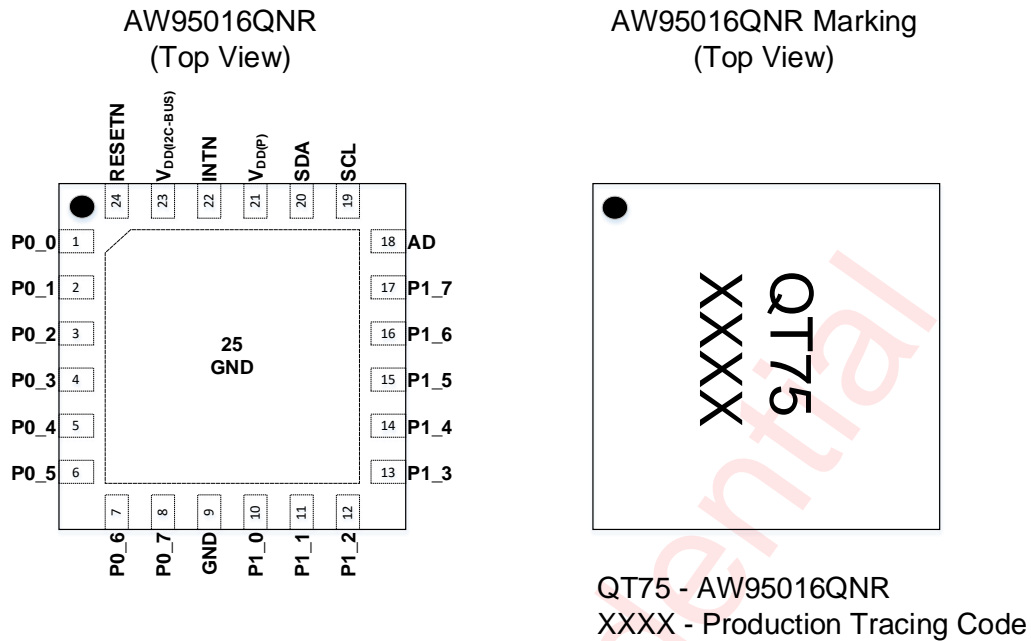 AW95016QNR
(Top View)
RESETN
VDD(I2C-BUS)
INTN
VDD(P)
SDA
SCL
24
23
22
21
20
19
P0_0 1
P0_1 2
P0_2 3
P0_3 4
P0_4 5
P0_5 6
25
GND
18 AD
17 P1_7
16 P1_6
15 P1_5
14 P1_4
13 P1_3
7
8
9
10
11
12
P0_6
P0_7
GND
P1_0
P1_1
P1_2
AW95016QNR Marking
(Top View)
QT75
XXXX
QT75 - AW95016QNR
XXXX - Production Tracing Code
ential